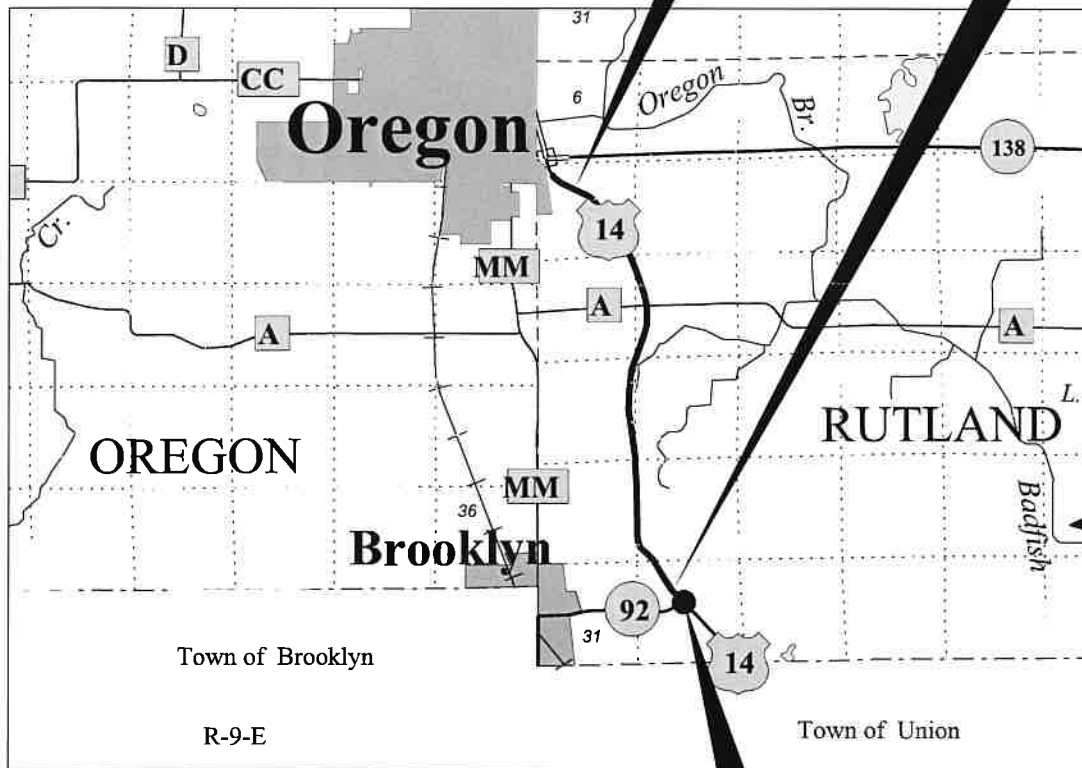 31
D
CC
6
Oregon
Br.
Oregon
138
Cr.
14
MM
A
A
A
L.
RUTLAND
OREGON
MM
36
Badfish
Brooklyn
92
31
14
Town of Brooklyn
R-9-E
Town of Union